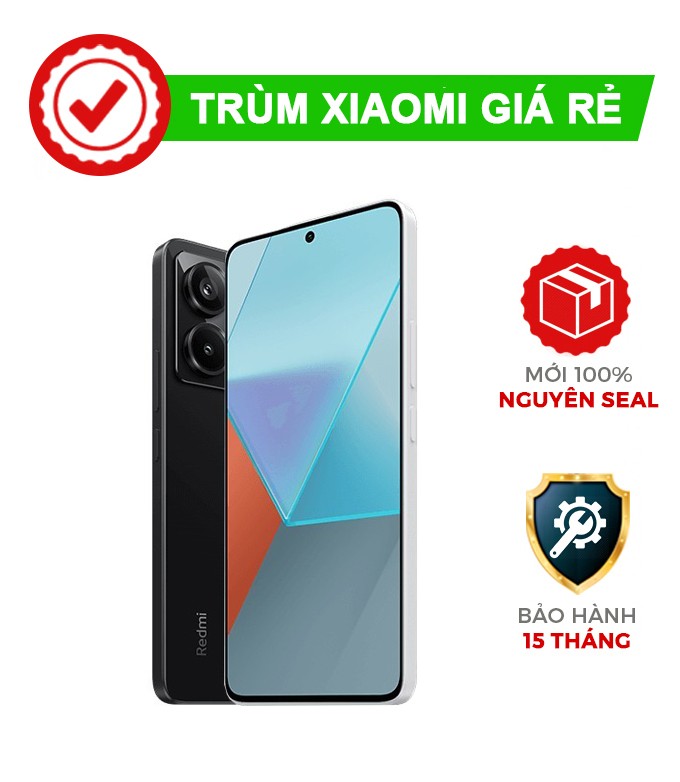 TRÙM XIAOMI GIÁ RẺ
MỚI 100%
NGUYÊN SEAL
BẢO HÀNH
15 THÁNG
Redmi